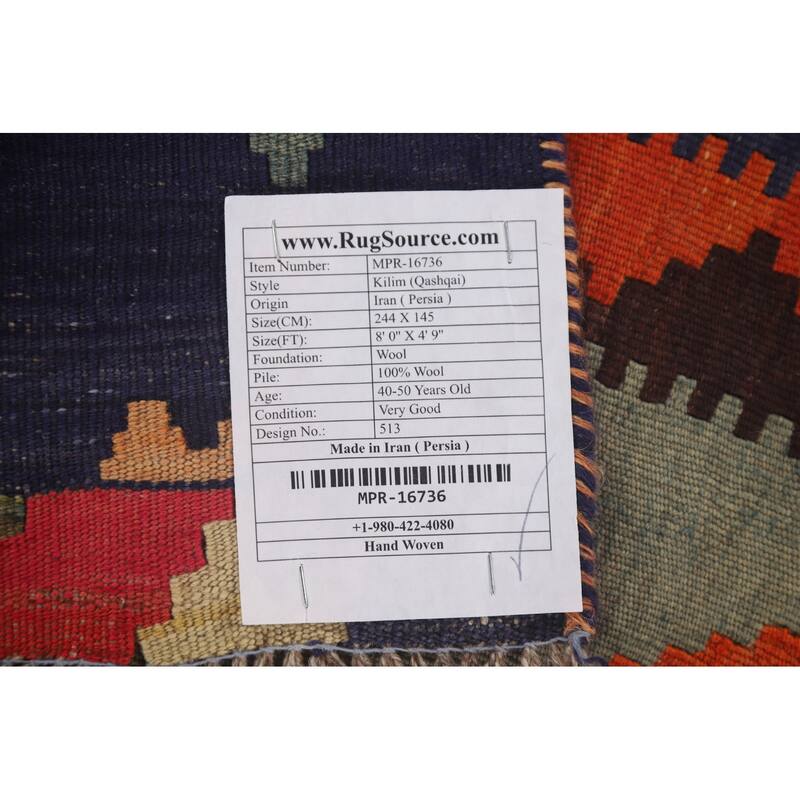 www.RugSource.com
Item Number: MPR-16736
Style Kilim (Qashqai)
Origin Iran ( Persia )
Size(CM): 244 X 145
Size(FT): 8' 0" X 4' 9"
Foundation: Wool
Pile: 100% Wool
Age: 40-50 Years Old
Condition: Very Good
Design No.: 513
Made in Iran ( Persia )
MPR-16736
+1-980-422-4080
Hand Woven